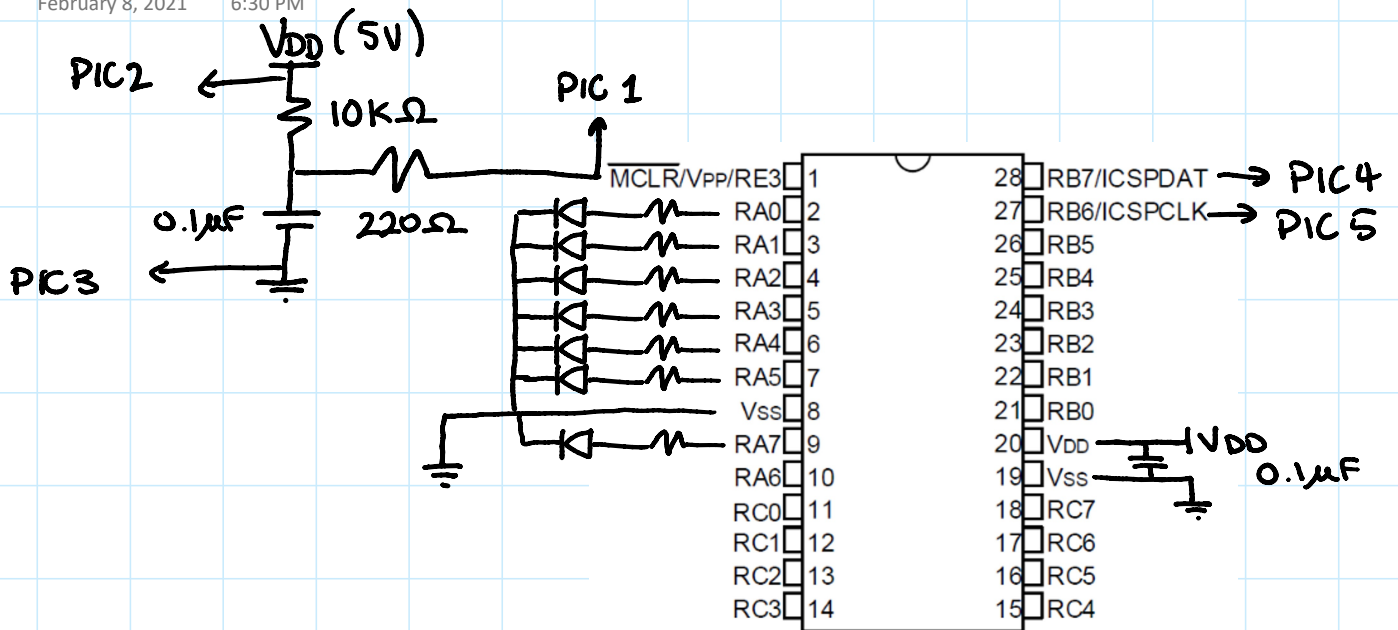 February 8, 2021 6:30 PM
VDD (5V)
PIC2
10KΩ
PIC 1
0.1μF
220Ω
PIC3
MCLR/VPP/RE3 1
RA0 2
RA1 3
RA2 4
RA3 5
RA4 6
RA5 7
VSS 8
RA7 9
RA6 10
RC0 11
RC1 12
RC2 13
RC3 14
28 RB7/ICSPDAT PIC4
27 RB6/ICSPCLK PIC 5
26 RB5
25 RB4
24 RB3
23 RB2
22 RB1
21 RB0
20 VDD VDD
0.1μF
19 VSS
18 RC7
17 RC6
16 RC5
15 RC4